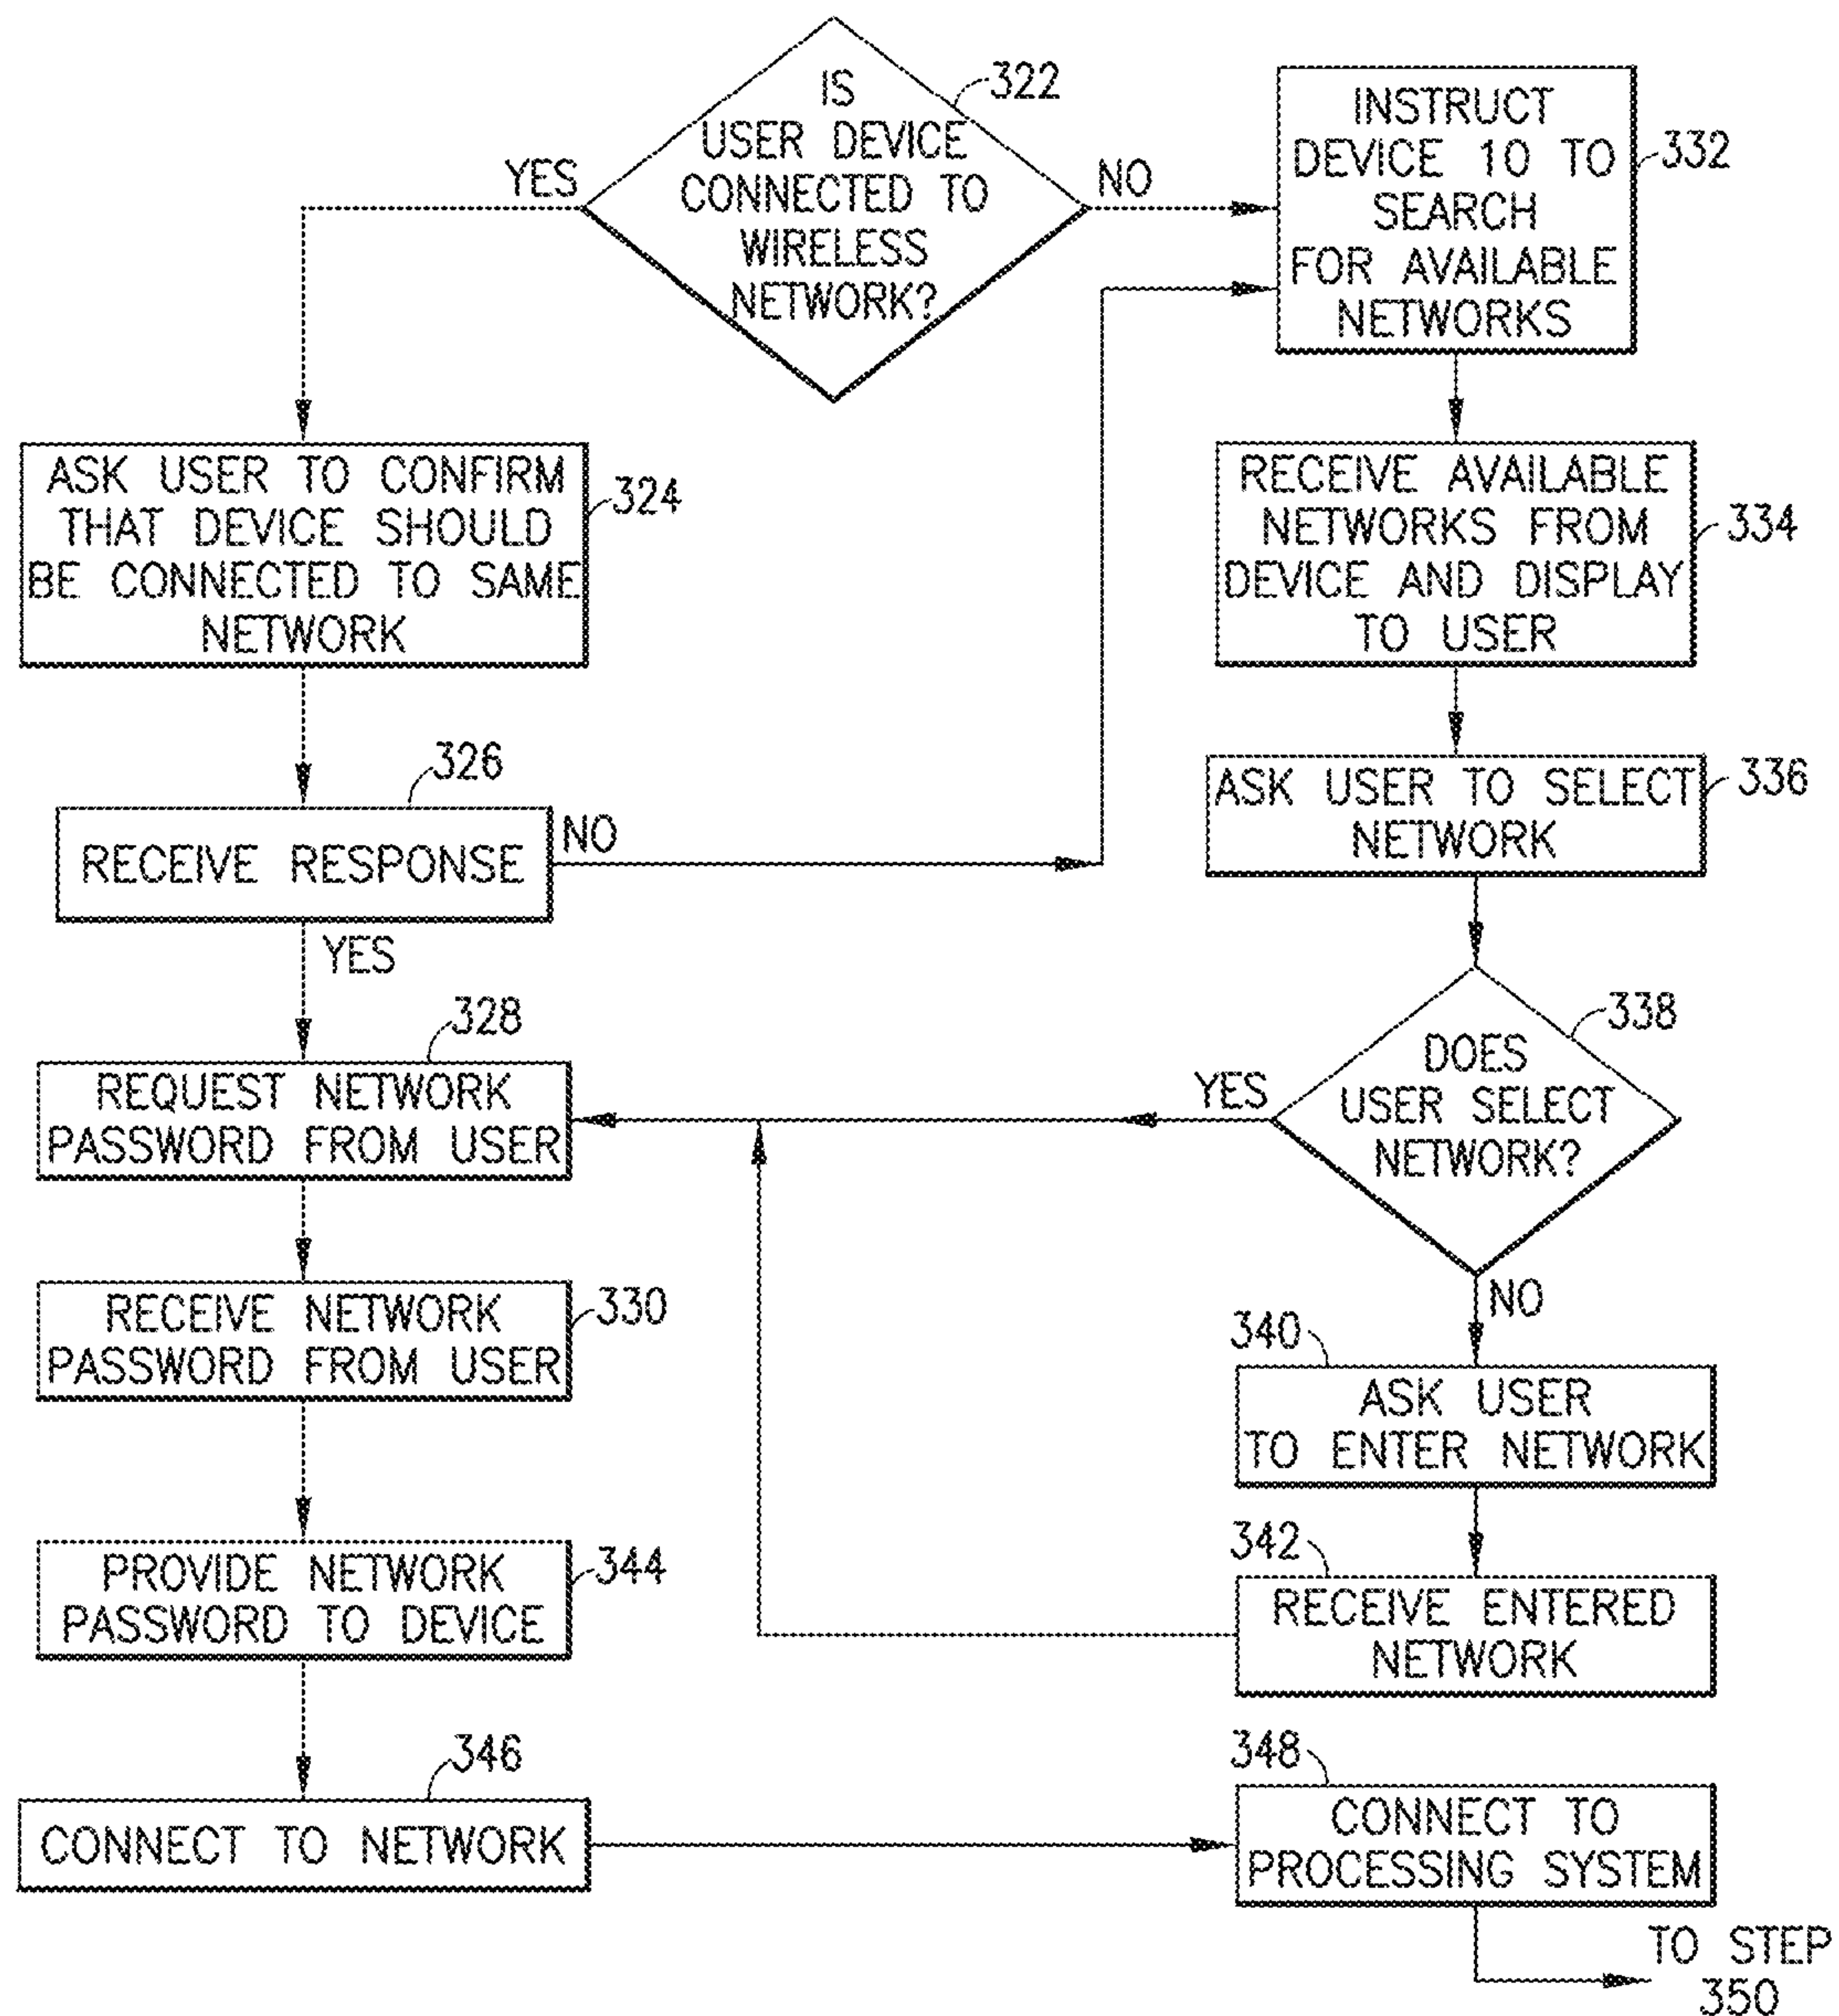 IS
USER DEVICE
CONNECTED TO
WIRELESS
NETWORK?
322
YES
NO
INSTRUCT
DEVICE 10 TO
SEARCH
FOR AVAILABLE
NETWORKS
332
ASK USER TO CONFIRM
THAT DEVICE SHOULD
BE CONNECTED TO SAME
NETWORK
324
RECEIVE AVAILABLE
NETWORKS FROM
DEVICE AND DISPLAY
TO USER
334
326
RECEIVE RESPONSE
NO
YES
ASK USER TO SELECT
NETWORK
336
328
REQUEST NETWORK
PASSWORD FROM USER
338
DOES
USER SELECT
NETWORK?
YES
NO
RECEIVE NETWORK
PASSWORD FROM USER
330
340
ASK USER
TO ENTER NETWORK
PROVIDE NETWORK
PASSWORD TO DEVICE
344
342
RECEIVE ENTERED
NETWORK
346
CONNECT TO NETWORK
348
CONNECT TO
PROCESSING SYSTEM
TO STEP
350